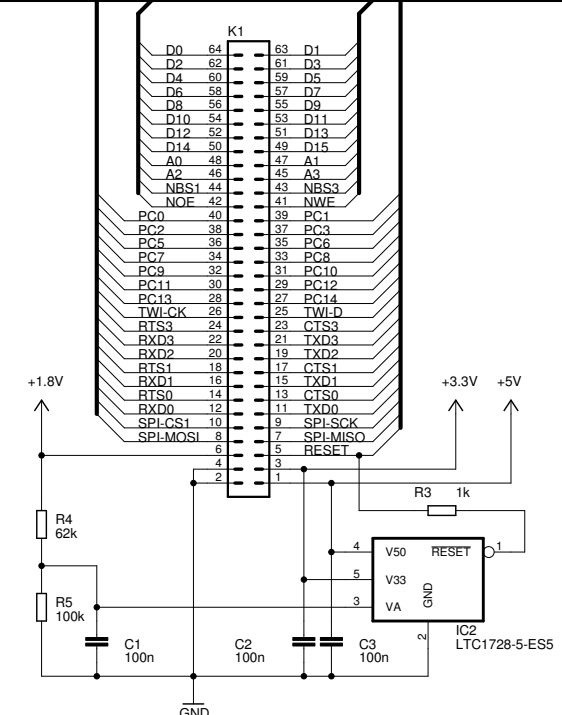 K1
D0 64 63 D1
D2 62 61 D3
D4 60 59 D5
D6 58 57 D7
D8 56 55 D9
D10 54 53 D11
D12 52 51 D13
D14 50 49 D15
A0 48 47 A1
A2 46 45 A3
NBS1 44 43 NBS3
NOE 42 41 NWE
PC0 40 39 PC1
PC2 38 37 PC3
PC5 36 35 PC6
PC7 34 33 PC8
PC9 32 31 PC10
PC11 30 29 PC12
PC13 28 27 PC14
TWI-CK 26 25 TWI-D
RTS3 24 23 CTS3
RXD3 22 21 TXD3
RXD2 20 19 TXD2
RTS1 18 17 CTS1
RXD1 16 15 TXD1
RTS0 14 13 CTS0
RXD0 12 11 TXD0
SPI-CS1 10 9 SPI-SCK
SPI-MOSI 8 7 SPI-MISO
6 5 RESET
4 3
2 1
+1.8V
+3.3V
+5V
R3 1k
R4
62k
R5
100k
4 V50 RESET 1
5 V33
3 VA
GND
2
IC2
LTC1728-5-ES5
C1
100n
C2
100n
C3
100n
GND